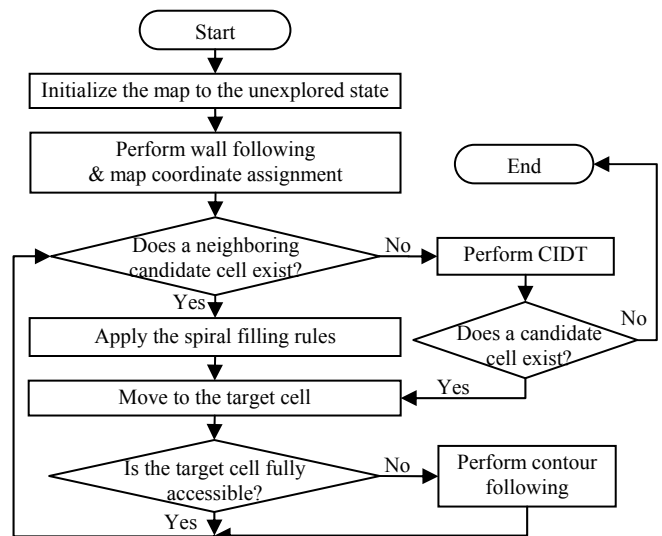 Start
Initialize the map to the unexplored state
Perform wall following
& map coordinate assignment
End
Does a neighboring
candidate cell exist?
No
Perform CIDT
Yes
Apply the spiral filling rules
Does a candidate
cell exist?
No
Yes
Move to the target cell
Is the target cell fully
accessible?
No
Perform contour
following
Yes